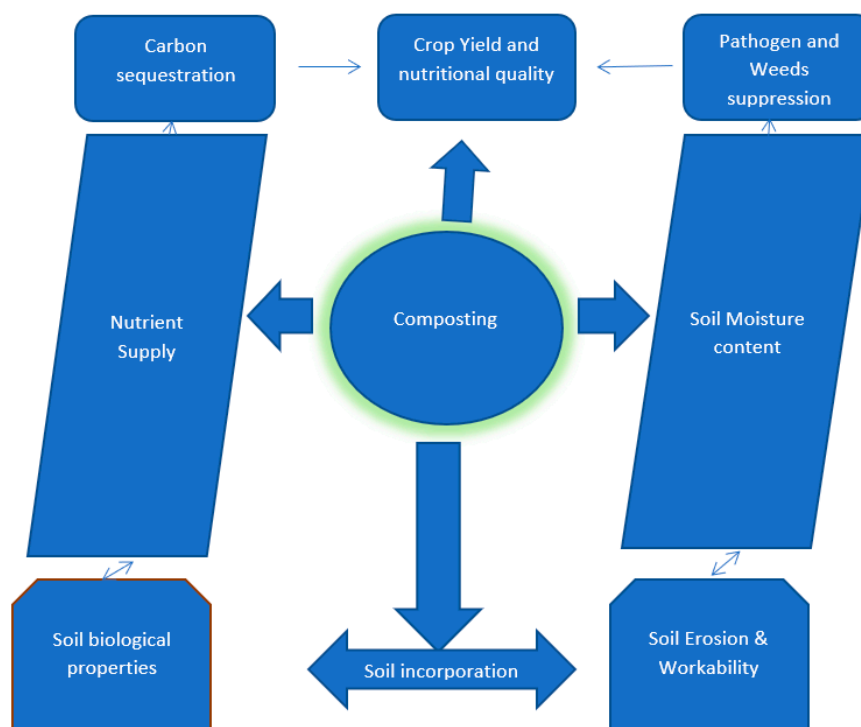 Carbon
sequestration
Crop Yield and
nutritional quality
Pathogen and
Weeds
suppression
Nutrient
Supply
Composting
Soil Moisture
content
Soil biological
properties
Soil incorporation
Soil Erosion &
Workability